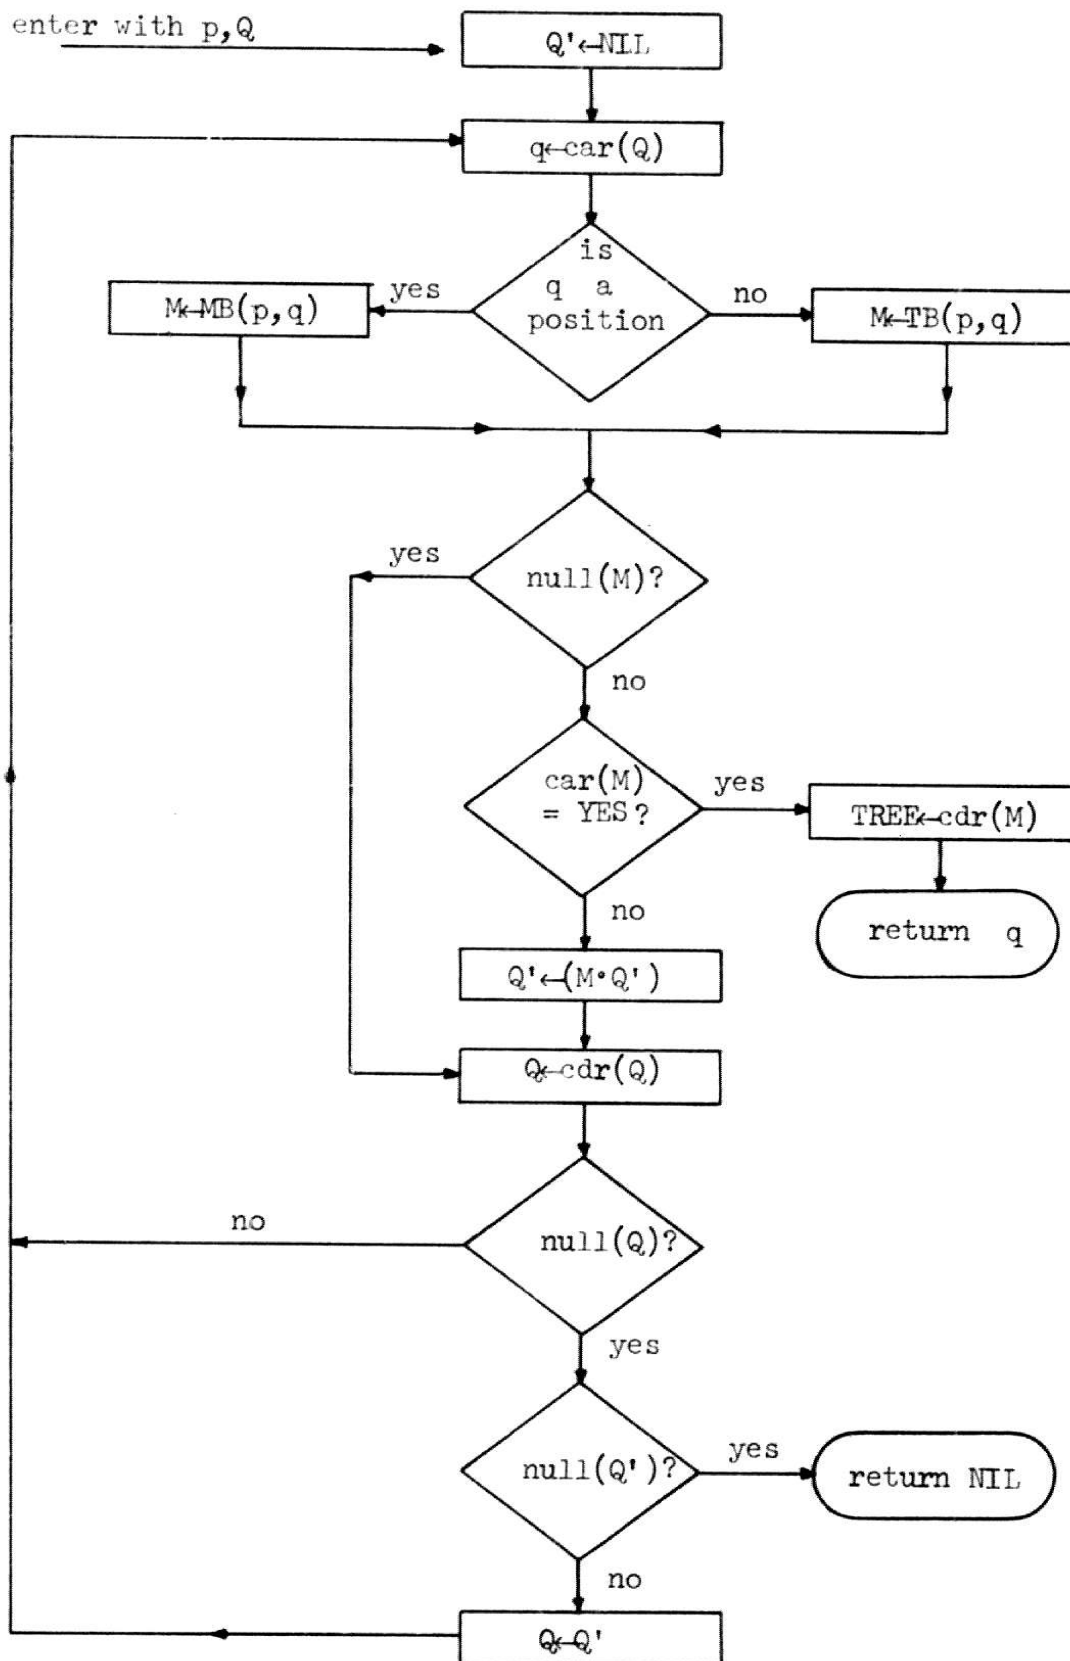 enter with p,Q
Q'←NIL
q←car(Q)
is
q a
position
yes
no
M←MB(p,q)
M←TB(p,q)
null(M)?
yes
no
car(M)
= YES?
yes
TREE←cdr(M)
return q
no
Q'←(M·Q')
Q←cdr(Q)
null(Q)?
no
yes
null(Q')?
yes
return NIL
no
Q←Q'